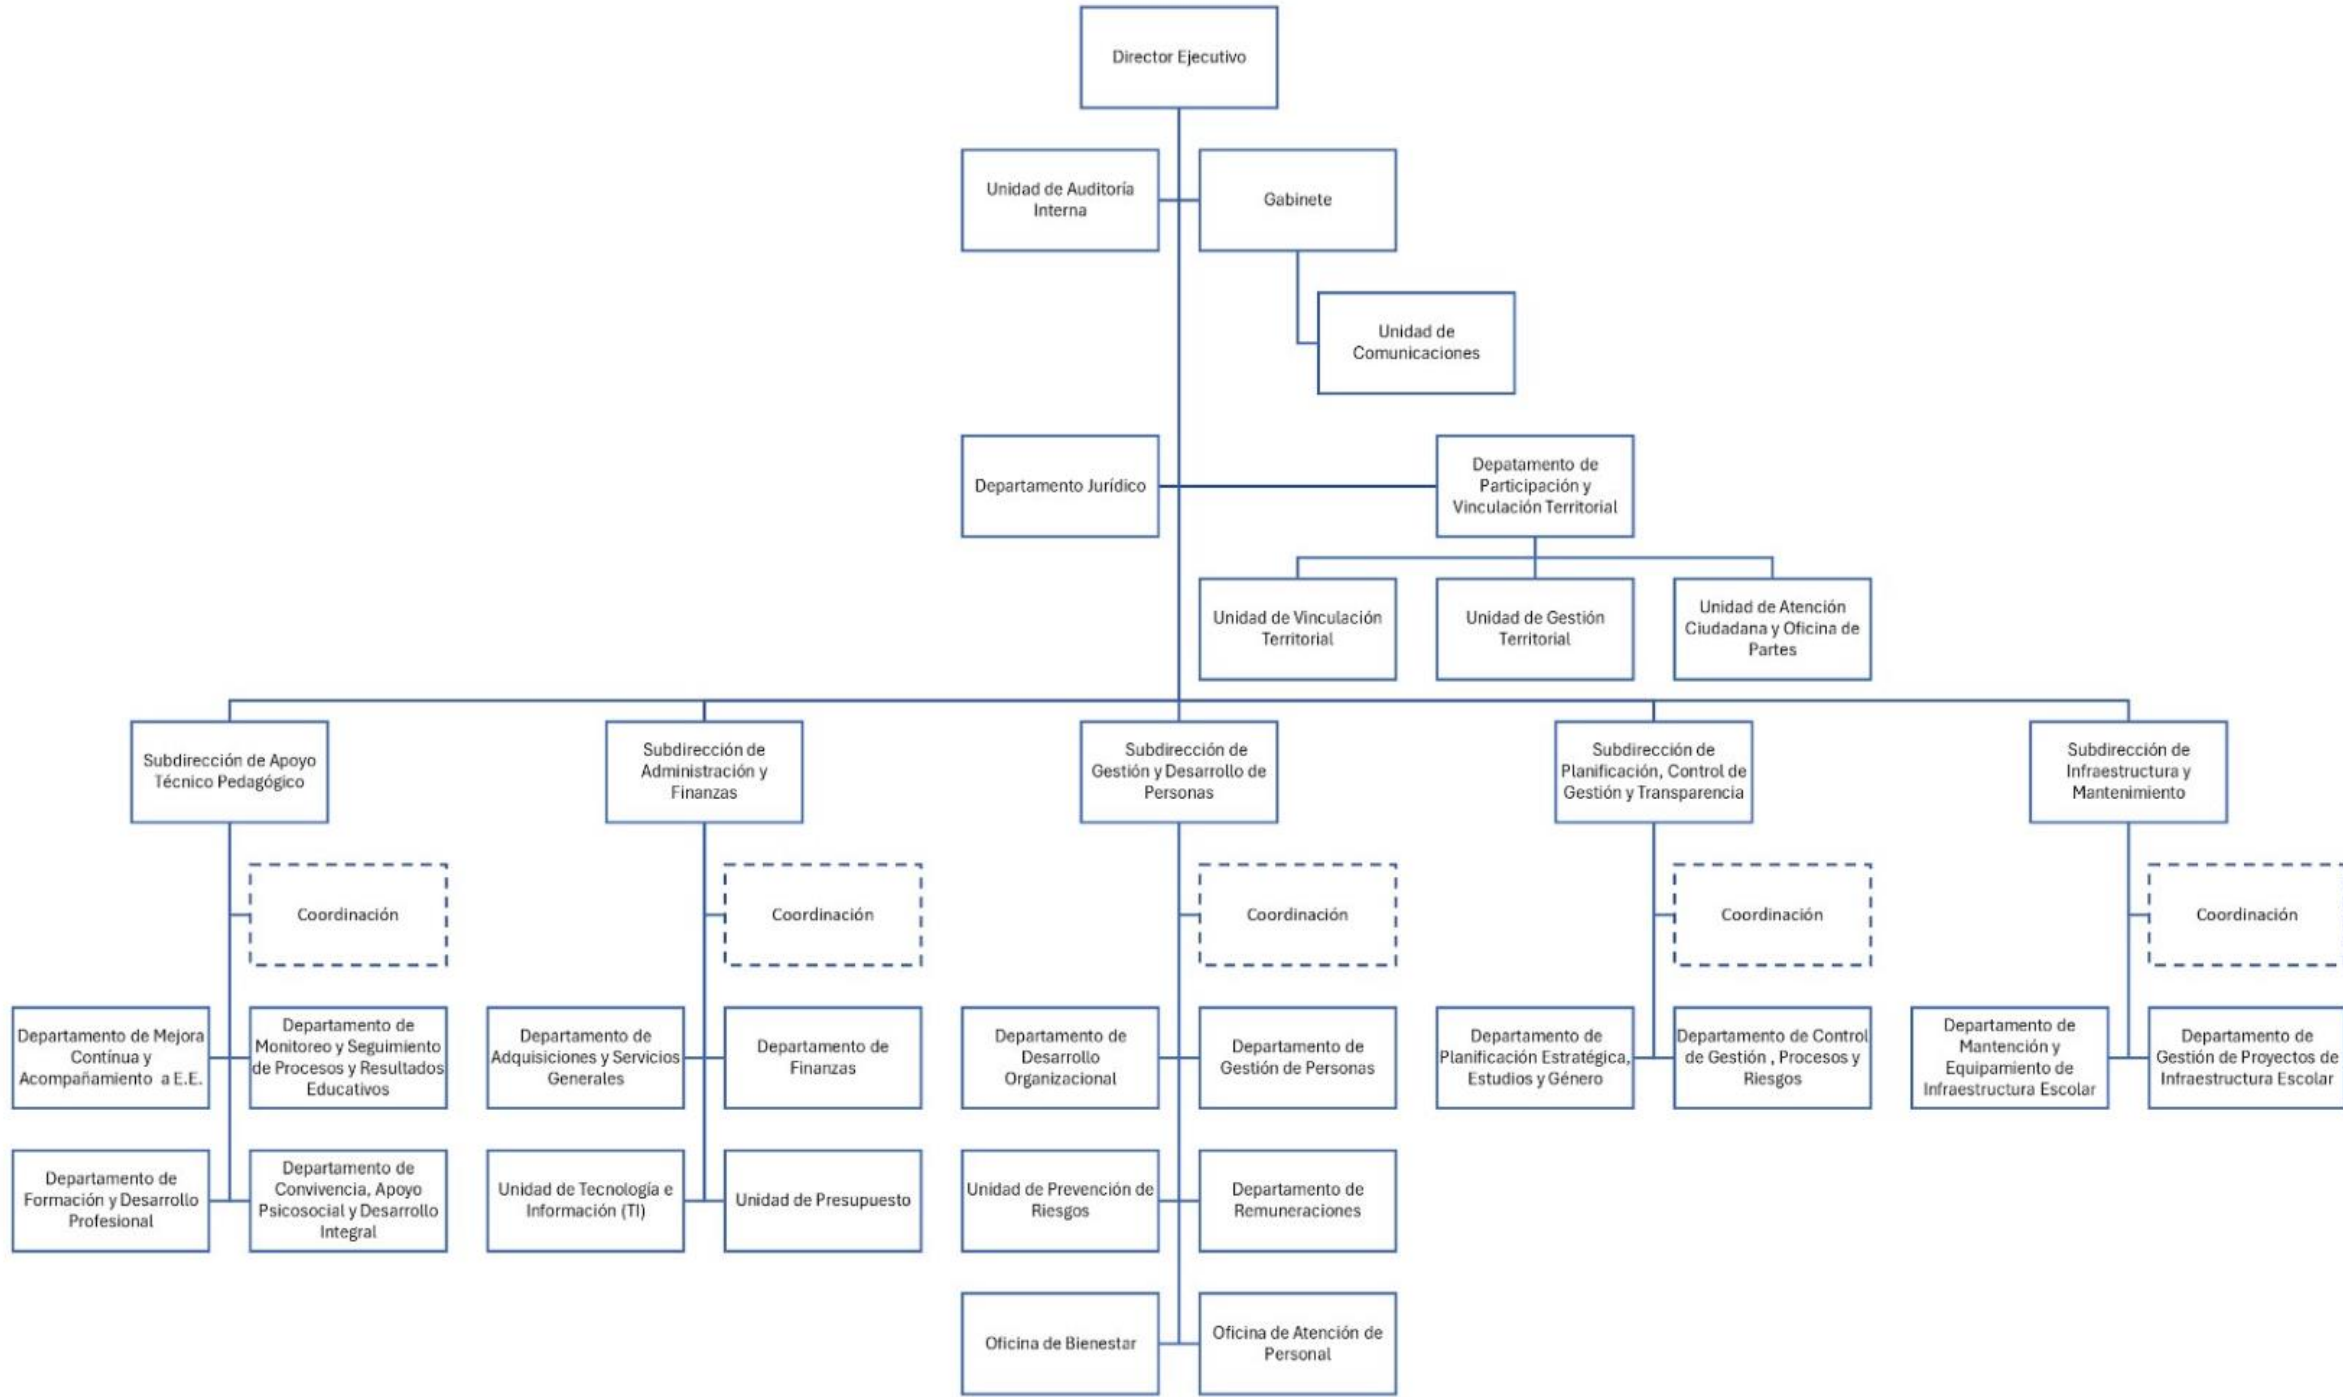 Director Ejecutivo
Unidad de Auditoría
Interna
Gabinete
Unidad de
Comunicaciones
Departamento Jurídico
Depatamento de
Participación y
Vinculación Territorial
Unidad de Vinculación
Territorial
Unidad de Gestión
Territorial
Unidad de Atención
Ciudadana y Oficina de
Partes
Subdirección de Apoyo
Técnico Pedagógico
Subdirección de
Administración y
Finanzas
Subdirección de
Gestión y Desarrollo de
Personas
Subdirección de
Planificación, Control de
Gestión y Transparencia
Subdirección de
Infraestructura y
Mantenimiento
Coordinación
Coordinación
Coordinación
Coordinación
Coordinación
Departamento de Mejora
Contínua y
Acompañamiento a E.E.
Departamento de
Monitoreo y Seguimiento
de Procesos y Resultados
Educativos
Departamento de
Adquisiciones y Servicios
Generales
Departamento de
Finanzas
Departamento de
Desarrollo
Organizacional
Departamento de
Gestión de Personas
Departamento de
Planificación Estratégica,
Estudios y Género
Departamento de Control
de Gestión , Procesos y
Riesgos
Departamento de
Mantención y
Equipamiento de
Infraestructura Escolar
Departamento de
Gestión de Proyectos de
Infraestructura Escolar
Departamento de
Formación y Desarrollo
Profesional
Departamento de
Convivencia, Apoyo
Psicosocial y Desarrollo
Integral
Unidad de Tecnología e
Información (TI)
Unidad de Presupuesto
Unidad de Prevención de
Riesgos
Departamento de
Remuneraciones
Oficina de Bienestar
Oficina de Atención de
Personal